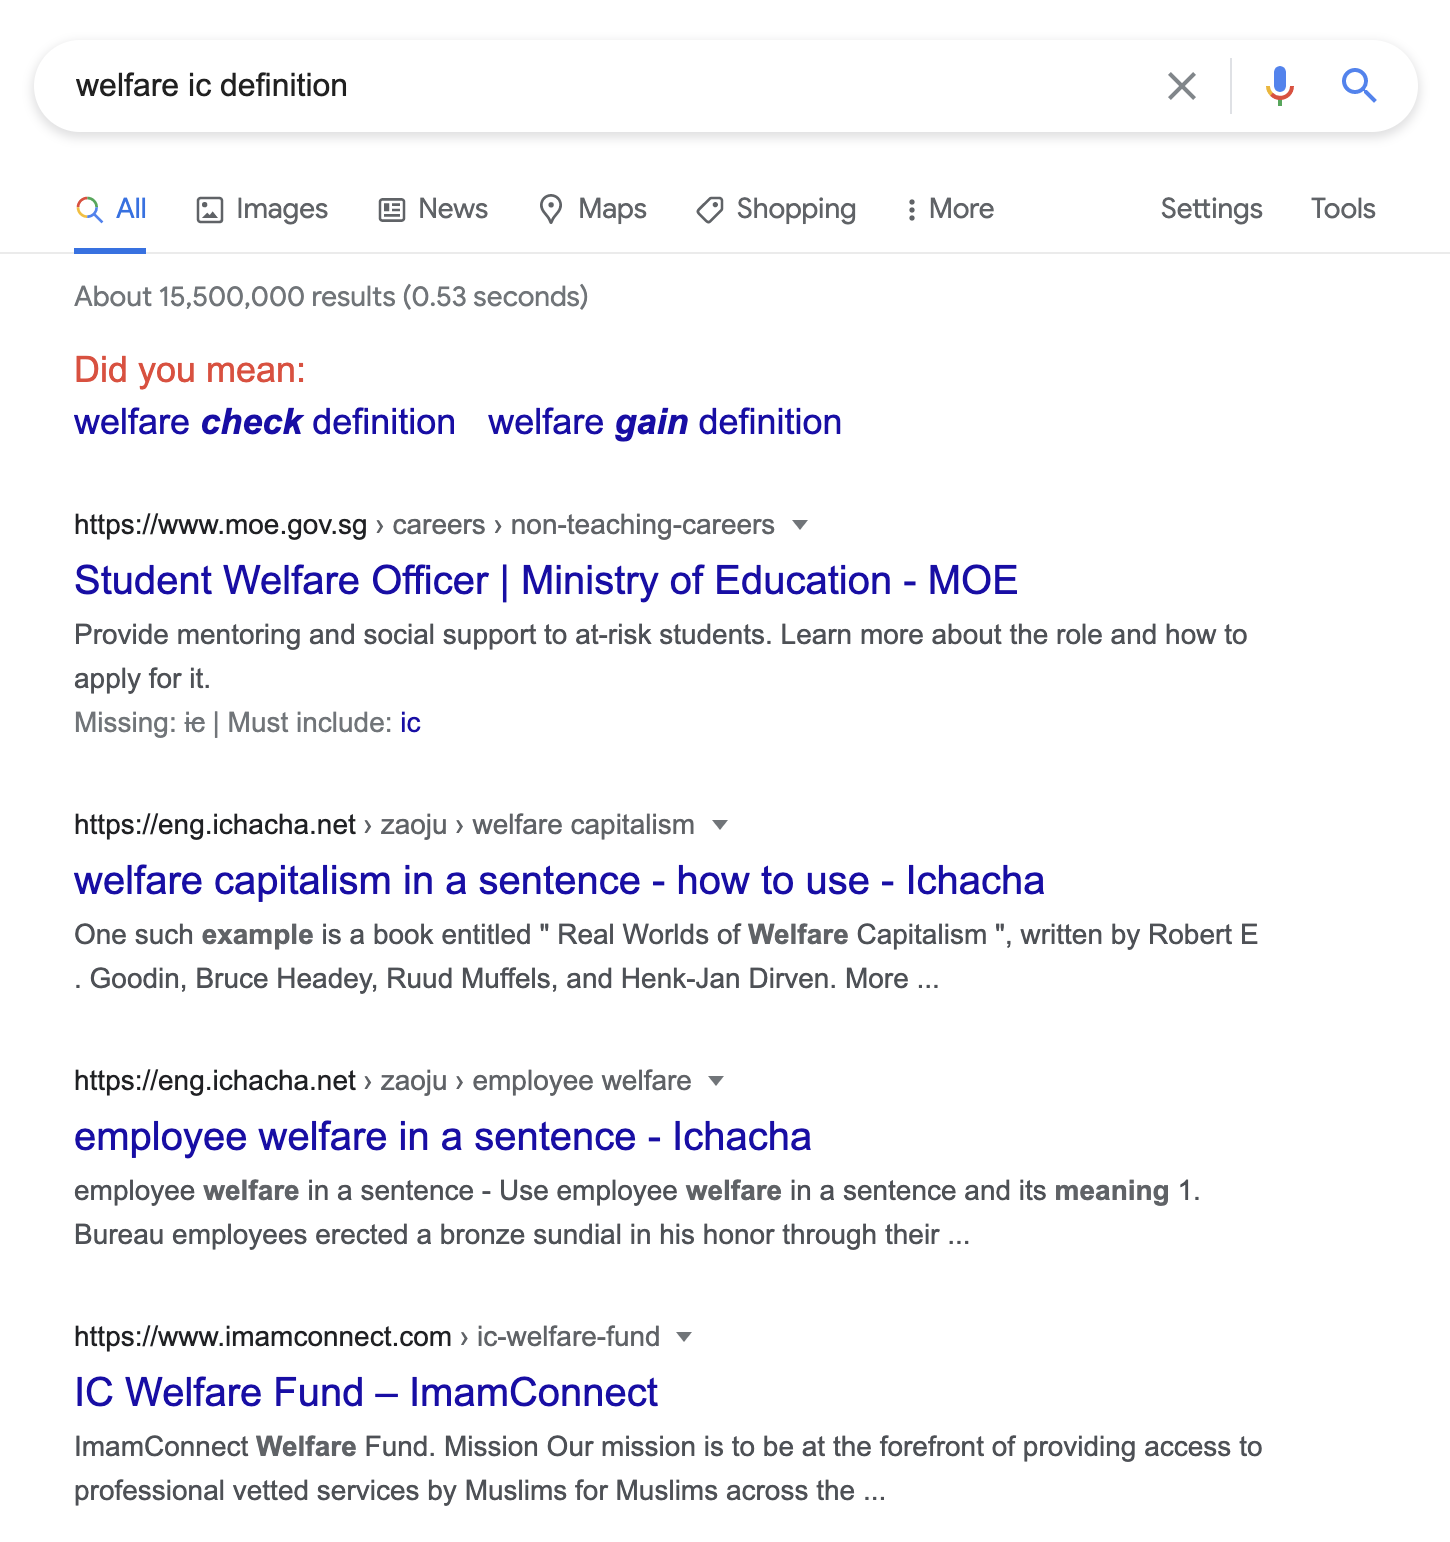 welfare ic definition
All Images News Maps Shopping More Settings Tools
About 15,500,000 results (0.53 seconds)
Did you mean:
welfare check definition welfare gain definition
https://www.moe.gov.sg › careers › non-teaching-careers
Student Welfare Officer | Ministry of Education - MOE
Provide mentoring and social support to at-risk students. Learn more about the role and how to
apply for it.
Missing: ic | Must include: ic
https://eng.ichacha.net › zaoju › welfare capitalism
welfare capitalism in a sentence - how to use - Ichacha
One such example is a book entitled " Real Worlds of Welfare Capitalism ", written by Robert E
. Goodin, Bruce Headey, Ruud Muffels, and Henk-Jan Dirven. More ...
https://eng.ichacha.net › zaoju › employee welfare
employee welfare in a sentence - Ichacha
employee welfare in a sentence - Use employee welfare in a sentence and its meaning 1.
Bureau employees erected a bronze sundial in his honor through their ...
https://www.imamconnect.com › ic-welfare-fund
IC Welfare Fund – ImamConnect
ImamConnect Welfare Fund. Mission Our mission is to be at the forefront of providing access to
professional vetted services by Muslims for Muslims across the ...